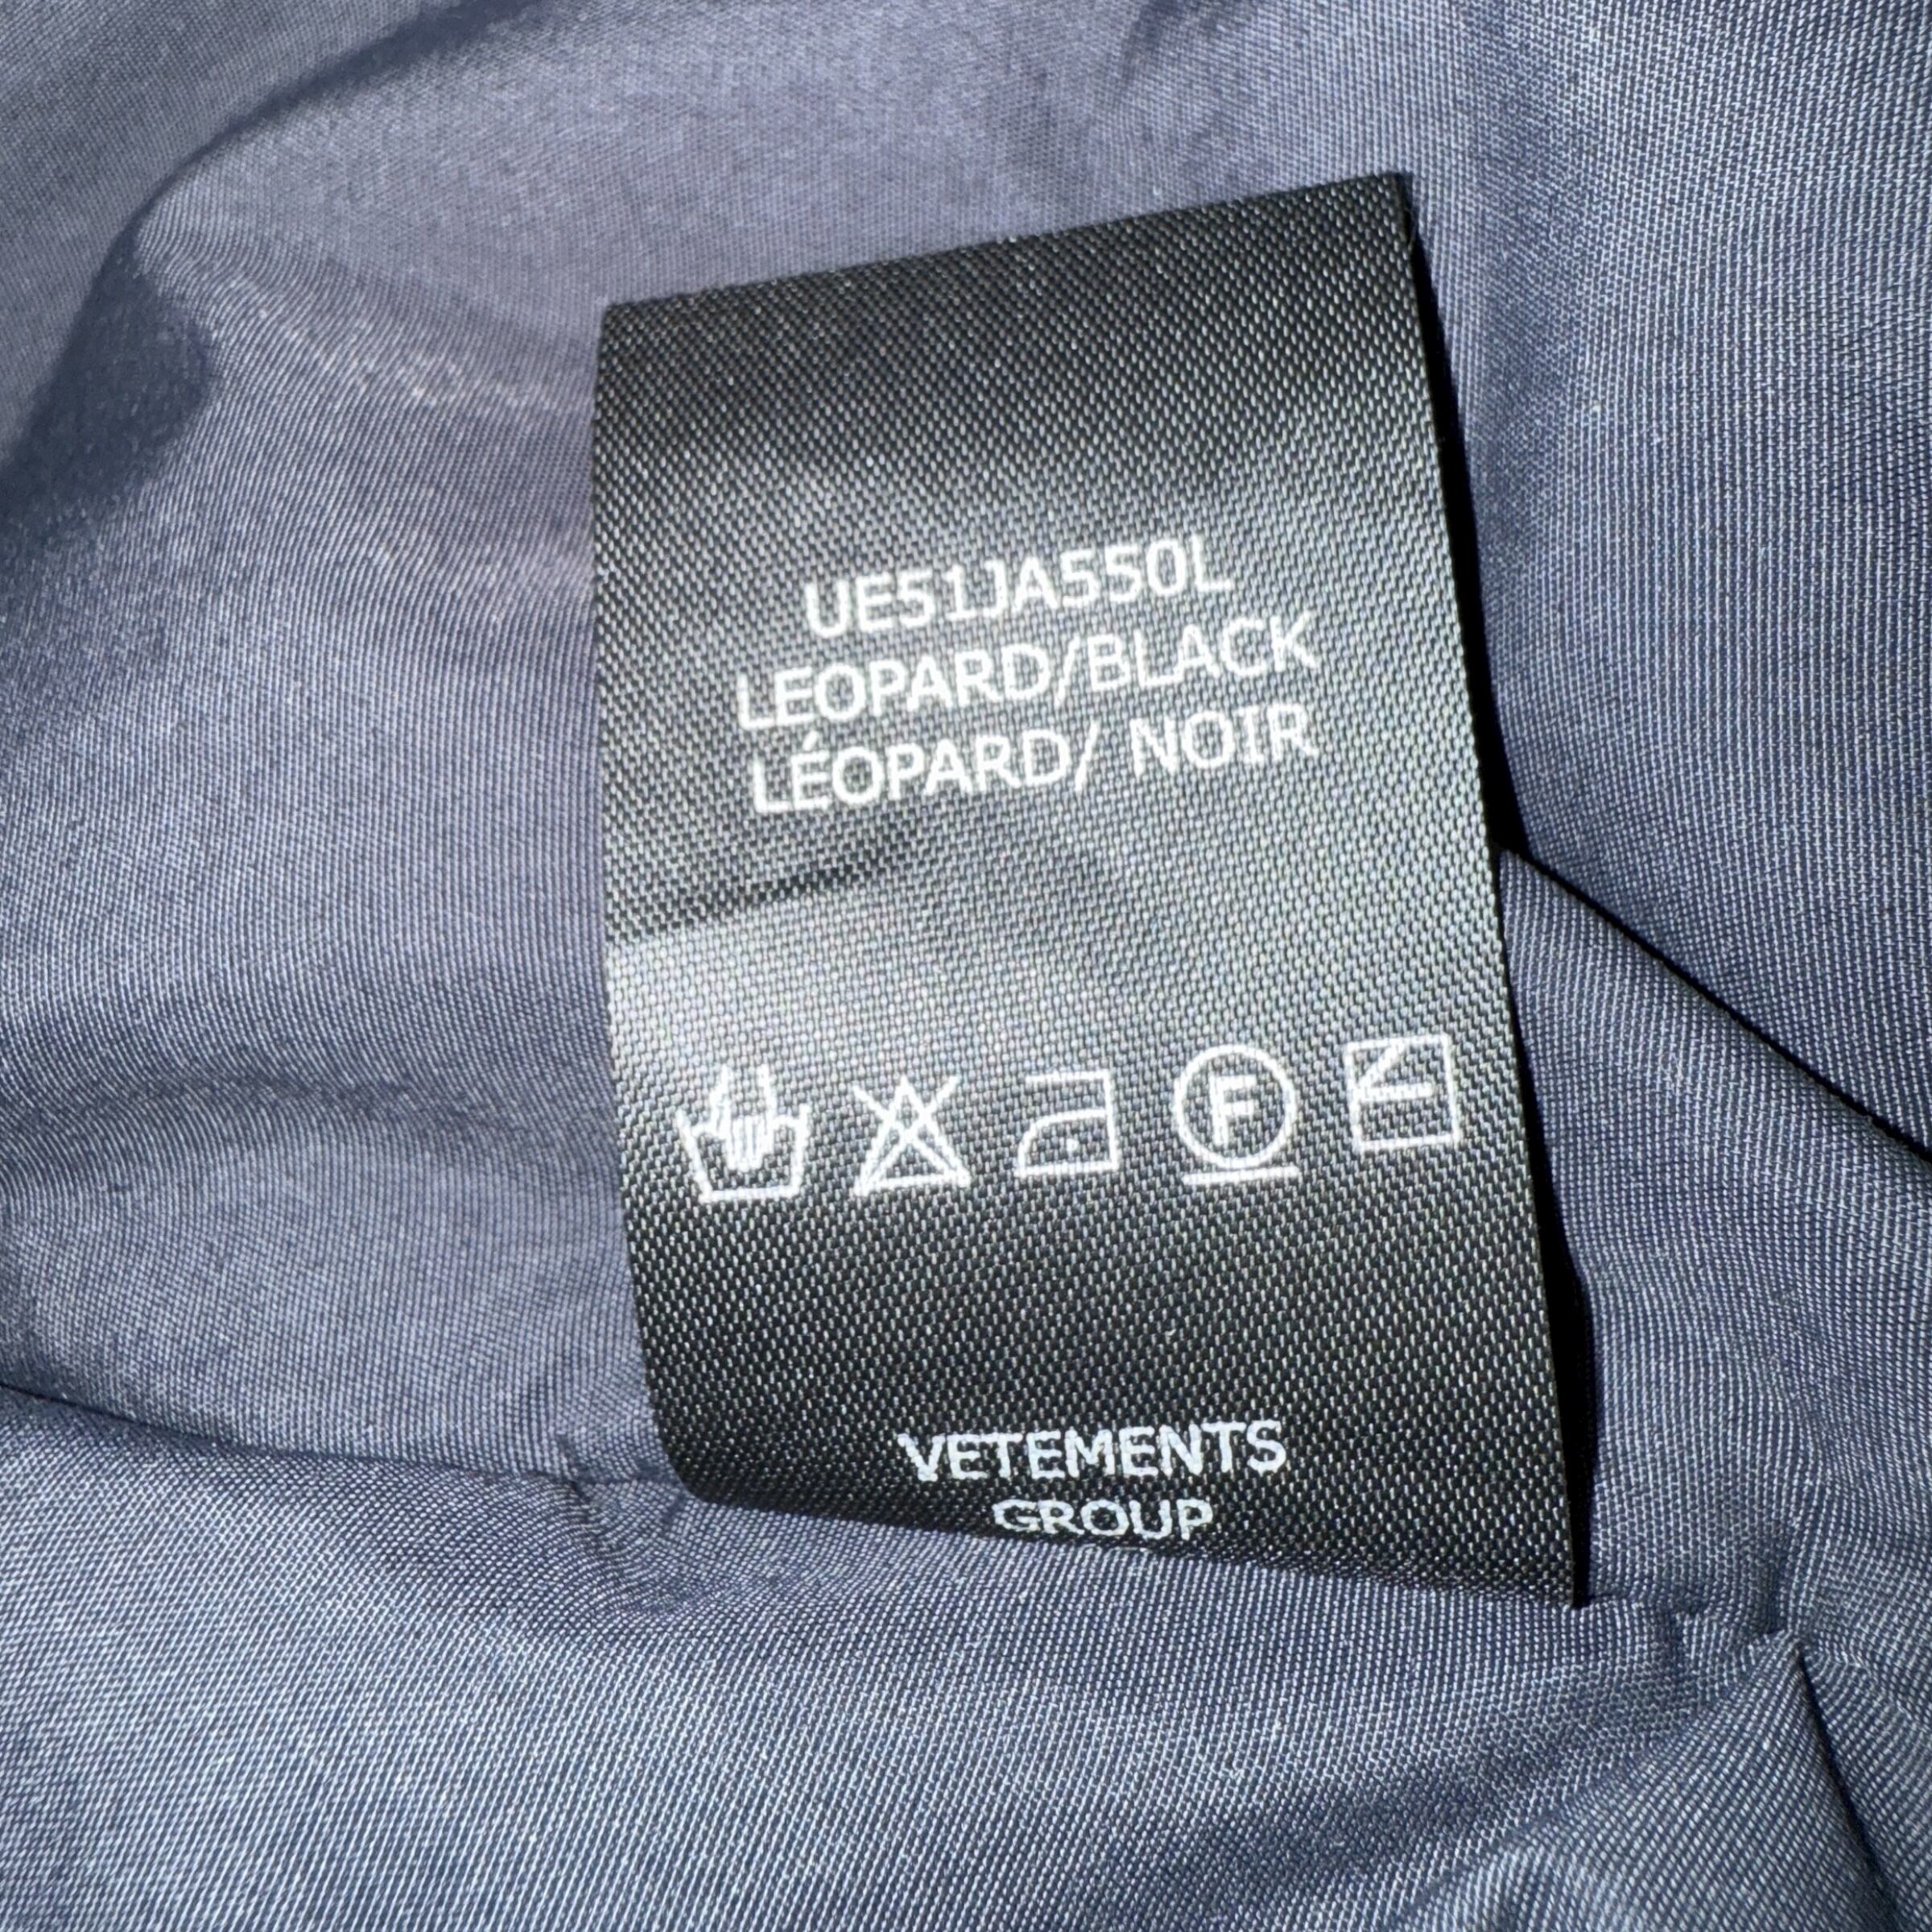 UE51JA550L
LEOPARD/BLACK
LÉOPARD/ NOIR
F
VETEMENTS
GROUP